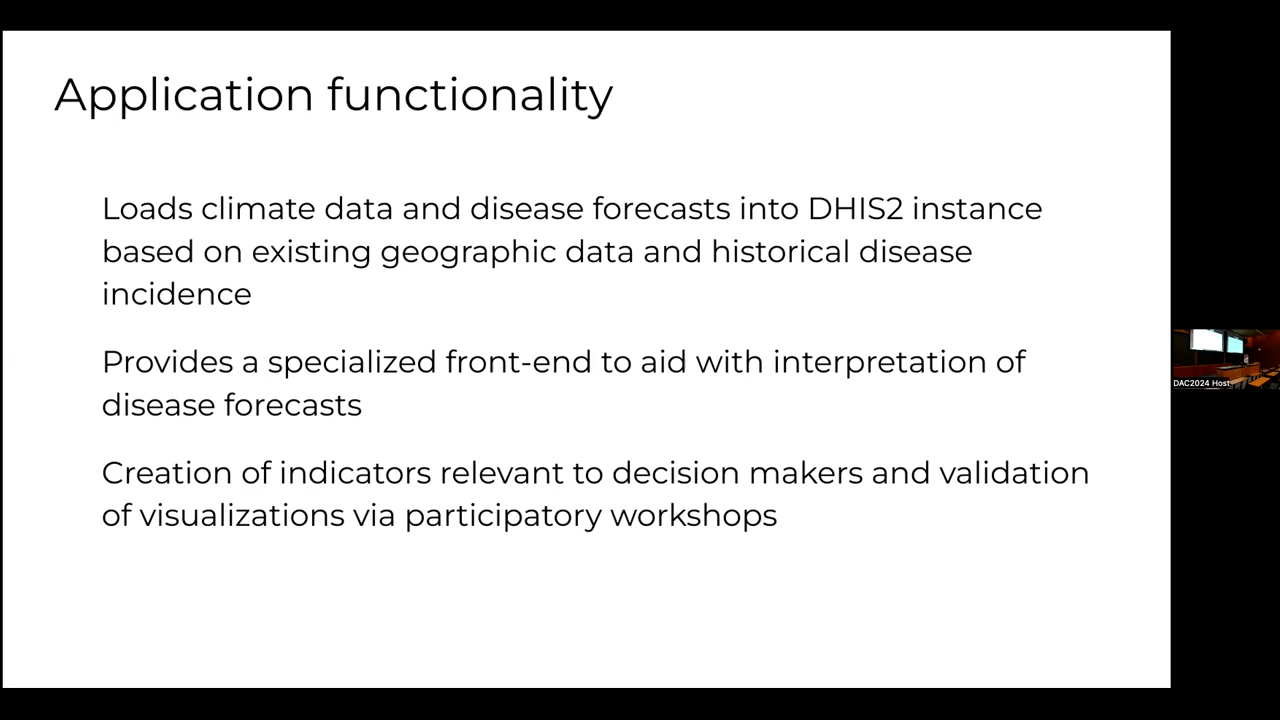 Application functionality
Loads climate data and disease forecasts into DHIS2 instance
based on existing geographic data and historical disease
incidence
Provides a specialized front-end to aid with interpretation of
disease forecasts
Creation of indicators relevant to decision makers and validation
of visualizations via participatory workshops
DAC2024 Host